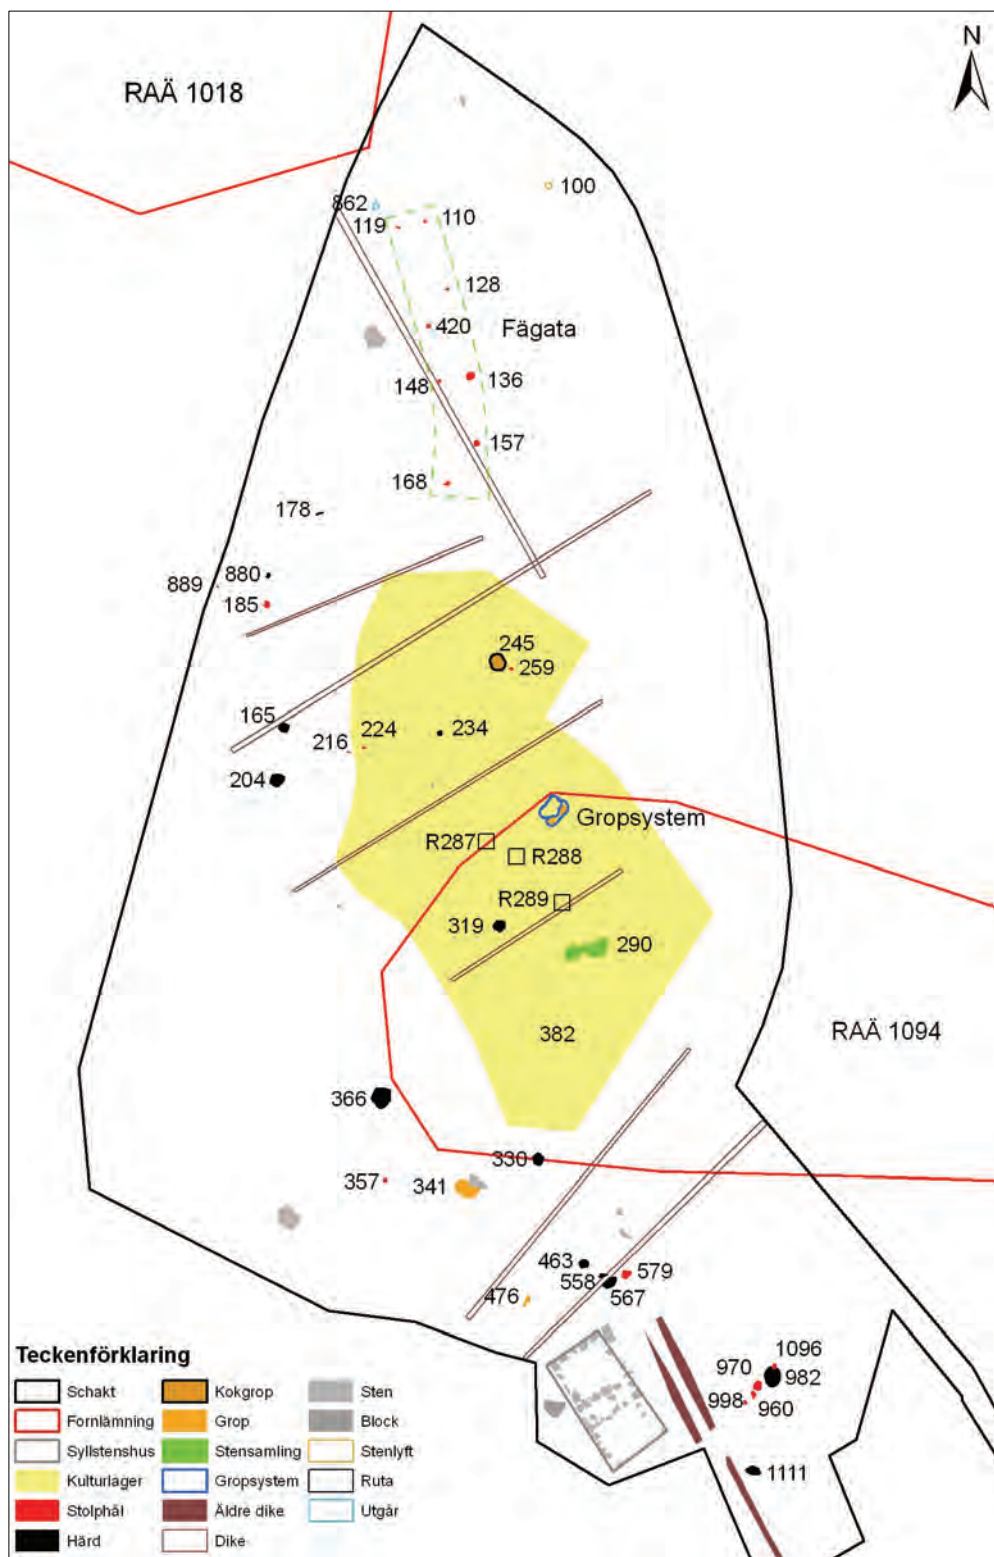 N
RAÄ 1018
100
862
119
110
128
420
Fägata
148
136
157
168
178
889
880
185
245
259
165
216
224
234
204
Gropsystem
R287
R288
R289
319
290
382
RAÄ 1094
366
330
357
341
463
558
579
567
476
1096
970
982
998
960
1111
Teckenförklaring
Schakt
Kokgrop
Sten
Fornlämning
Grop
Block
Syllstenshus
Stensamling
Stenlyft
Kulturlager
Gropsystem
Ruta
Stolphål
Äldre dike
Utgår
Härd
Dike